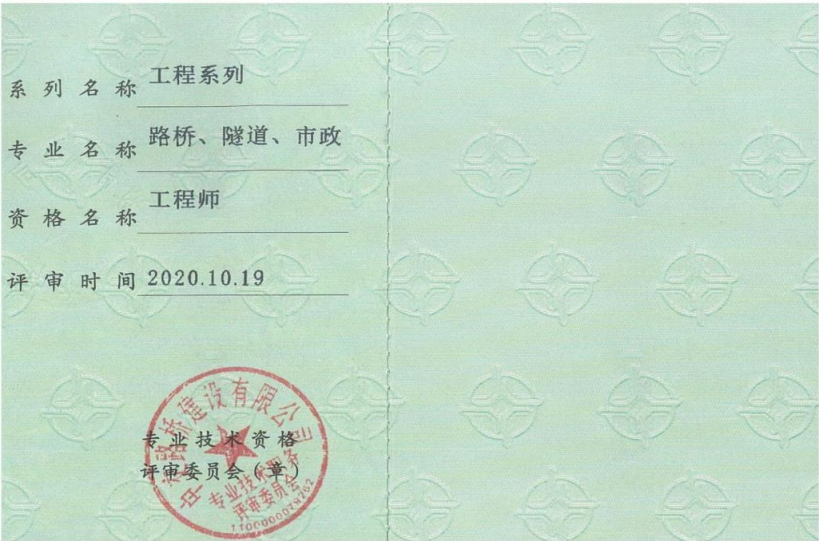 系列名称 工程系列
专业名称 路桥、隧道、市政
资格名称 工程师
评审时间 2020.10.19
专业技术资格
评审委员会(章)
路桥建设有限公司
专业技术职务
评审委员会